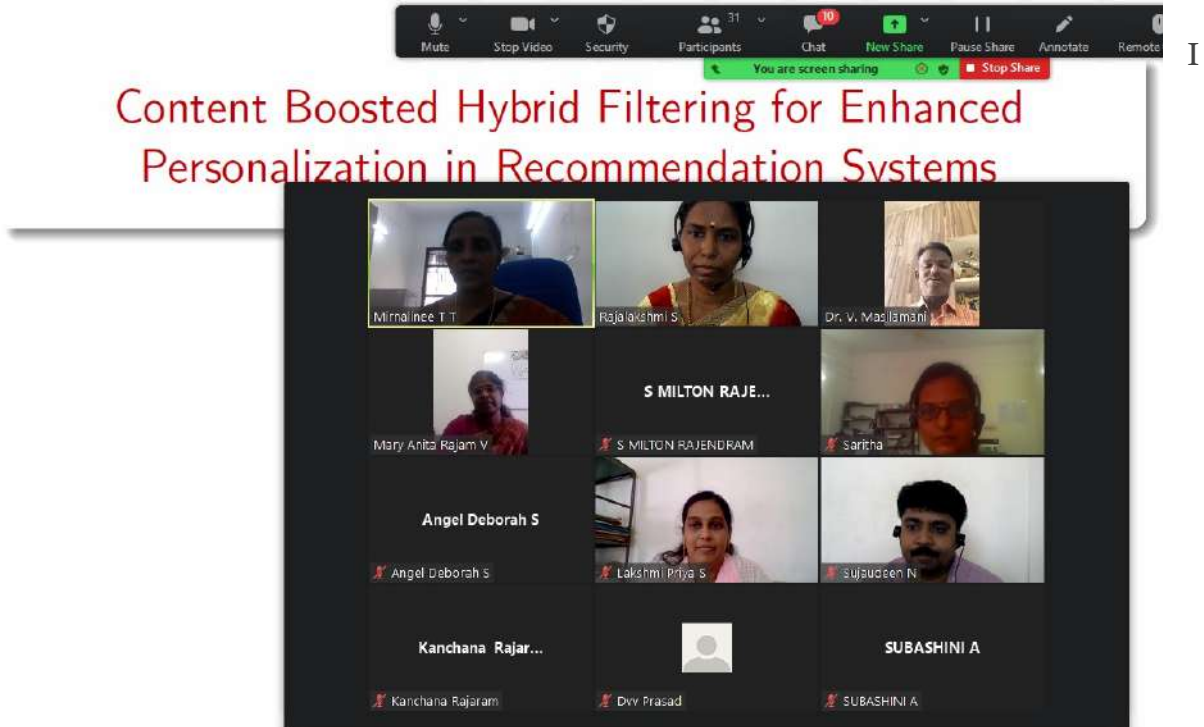 31
10
Mute
Stop Video
Security
Participants
Chat
New Share
Pause Share
Annotate
Remote
You are screen sharing
Stop Share
I
Content Boosted Hybrid Filtering for Enhanced
Personalization in Recommendation Systems
Mirnalinee T T
Rajalakshmi S
Dr. V. Masilamani
Mary Anita Rajam V
S MILTON RAJE...
S MILTON RAJENDRAM
Saritha
Angel Deborah S
Angel Deborah S
Lakshmi Priya S
Sujaudeen N
Kanchana Rajar...
Kanchana Rajaram
Dvv Prasad
SUBASHINI A
SUBASHINI A